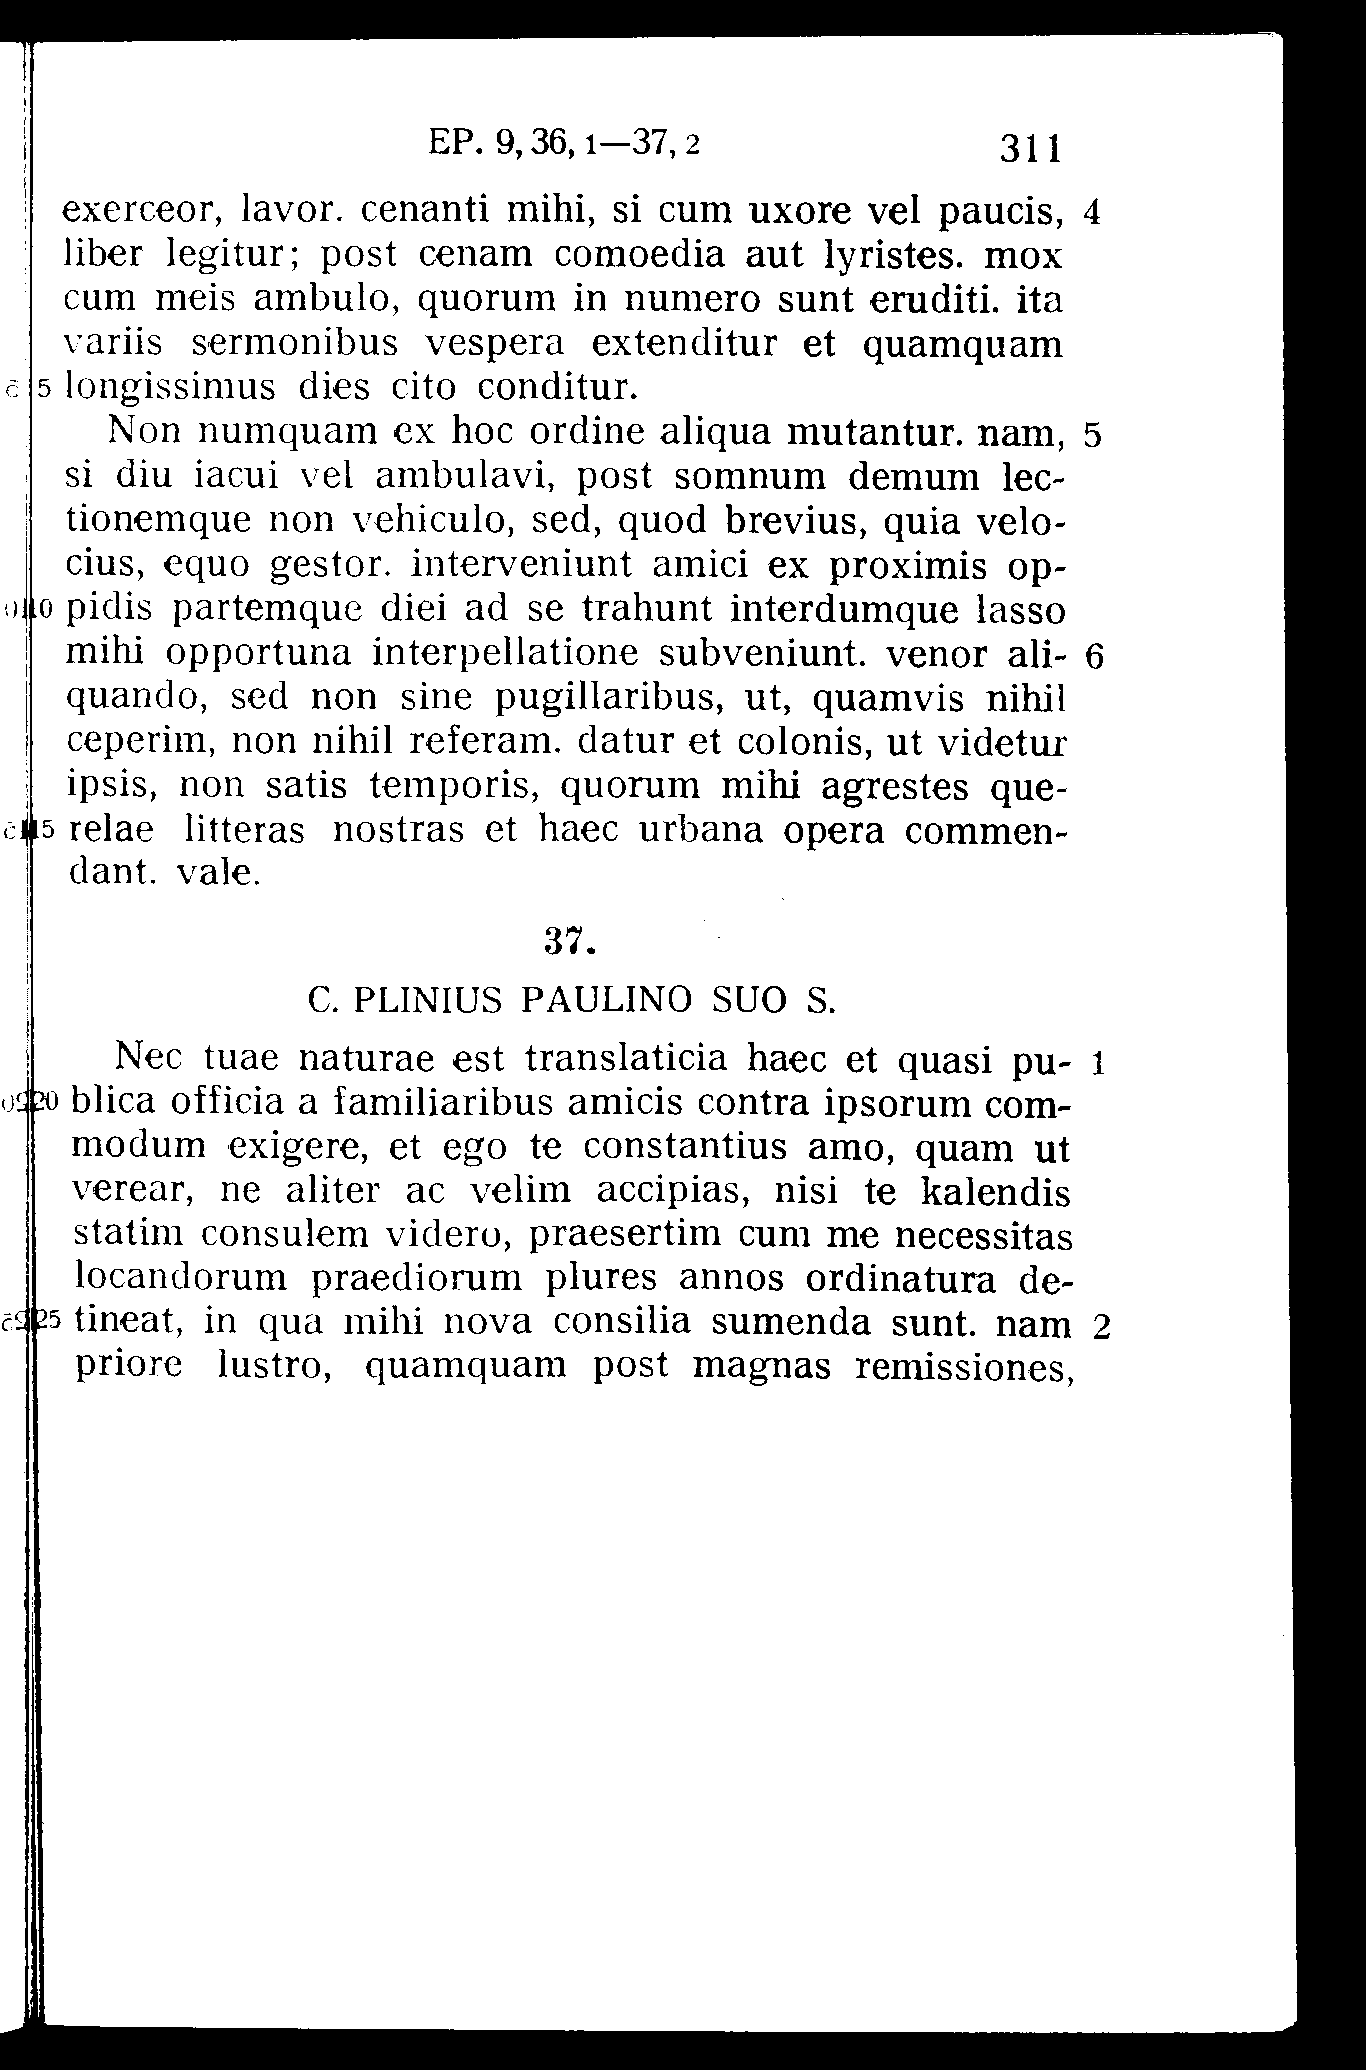 EP. 9, 36, 1—37, 2 311
exerceor, lavor. cenanti mihi, si cum uxore vel paucis, 4
liber legitur; post cenam comoedia aut lyristes. mox
cum meis ambulo, quorum in numero sunt eruditi. ita
variis sermonibus vespera extenditur et quamquam
5 longissimus dies cito conditur.
Non numquam ex hoc ordine aliqua mutantur. nam, 5
si diu iacui vel ambulavi, post somnum demum lec-
tionemque non vehiculo, sed, quod brevius, quia velo-
cius, equo gestor. interveniunt amici ex proximis op-
10 pidis partemque diei ad se trahunt interdumque lasso
mihi opportuna interpellatione subveniunt. venor ali- 6
quando, sed non sine pugillaribus, ut, quamvis nihil
ceperim, non nihil referam. datur et colonis, ut videtur
ipsis, non satis temporis, quorum mihi agrestes que-
15 relae litteras nostras et haec urbana opera commen-
dant. vale.
37.
C. PLINIUS PAULINO SUO S.
Nec tuae naturae est translaticia haec et quasi pu- 1
20 blica officia a familiaribus amicis contra ipsorum com-
modum exigere, et ego te constantius amo, quam ut
verear, ne aliter ac velim accipias, nisi te kalendis
statim consulem videro, praesertim cum me necessitas
locandorum praediorum plures annos ordinatura de-
25 tineat, in qua mihi nova consilia sumenda sunt. nam 2
priore lustro, quamquam post magnas remissiones,